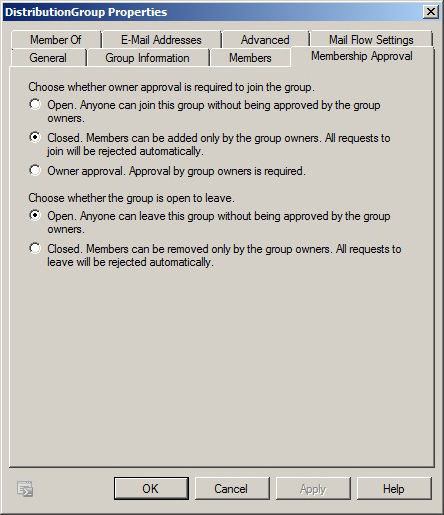 DistributionGroup Properties
Member Of E-Mail Addresses Advanced Mail Flow Settings
General Group Information Members Membership Approval
Choose whether owner approval is required to join the group.
Open. Anyone can join this group without being approved by the group
owners.
Closed. Members can be added only by the group owners. All requests to
join will be rejected automatically.
Owner approval. Approval by group owners is required.
Choose whether the group is open to leave.
Open. Anyone can leave this group without being approved by the group
owners.
Closed. Members can be removed only by the group owners. All requests to
leave will be rejected automatically.
OK Cancel Apply Help